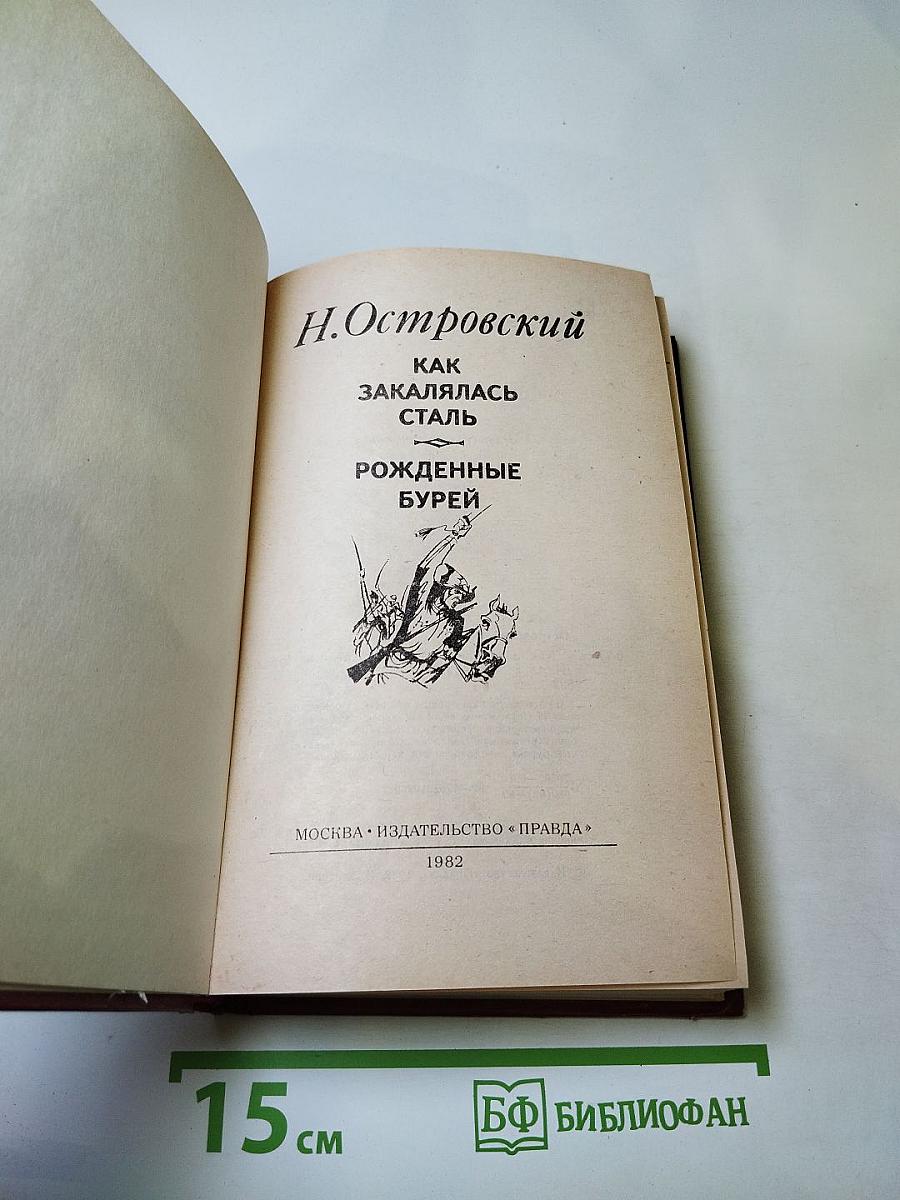 Н. Островский
КАК
ЗАКАЛЯЛАСЬ
СТАЛЬ
РОЖДЕННЫЕ
БУРЕЙ
МОСКВА • ИЗДАТЕЛЬСТВО «ПРАВДА»
1982
15 см
БФ БИБЛИОФАН